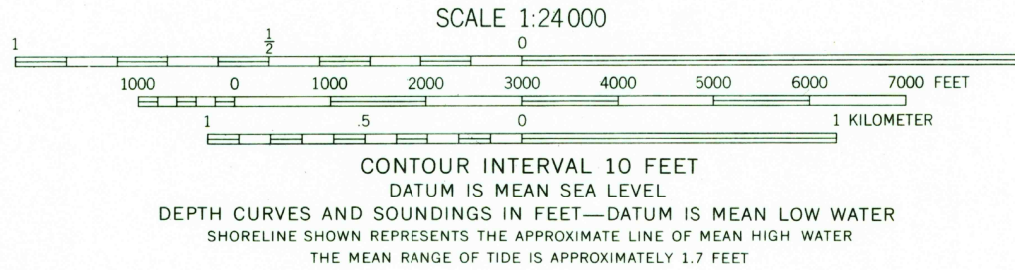 SCALE 1:24 000
1 1/2 0
1000 0 1000 2000 3000 4000 5000 6000 7000 FEET
1 .5 0 1 KILOMETER
CONTOUR INTERVAL 10 FEET
DATUM IS MEAN SEA LEVEL
DEPTH CURVES AND SOUNDINGS IN FEET—DATUM IS MEAN LOW WATER
SHORELINE SHOWN REPRESENTS THE APPROXIMATE LINE OF MEAN HIGH WATER
THE MEAN RANGE OF TIDE IS APPROXIMATELY 1.7 FEET